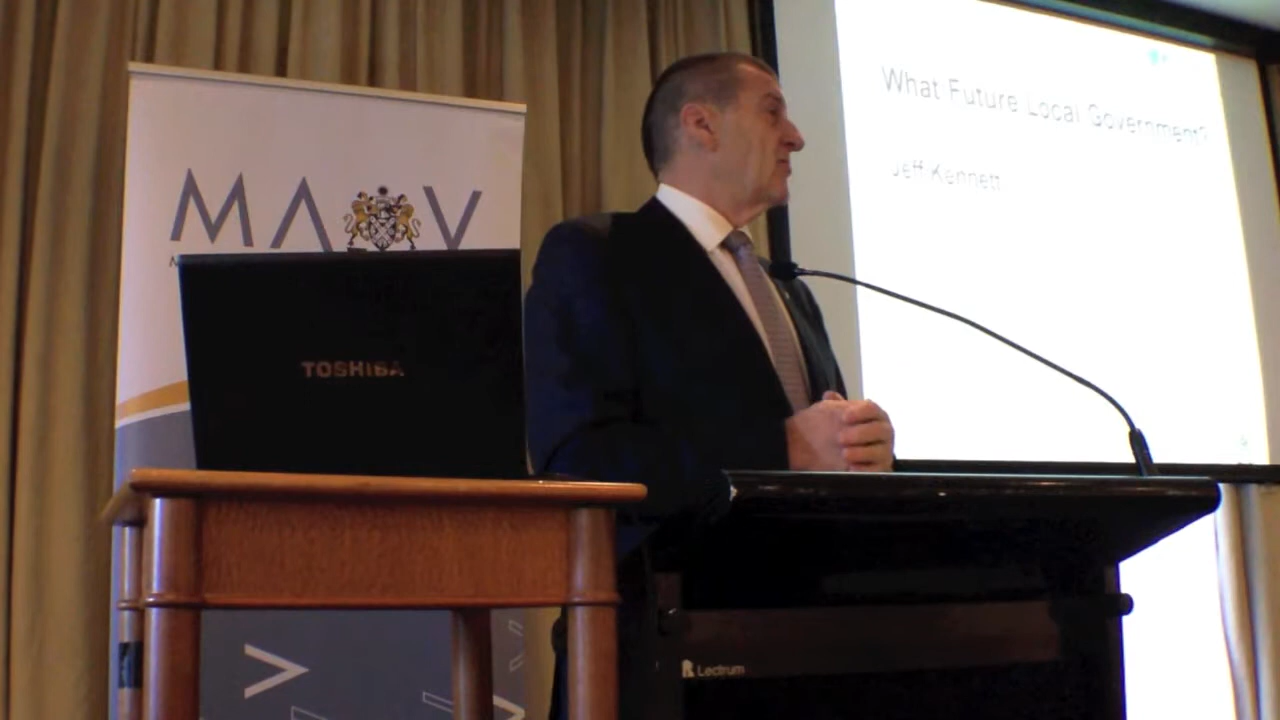 MAV
TOSHIBA
What Future Local Government?
Jeff Kennett
Lectrum